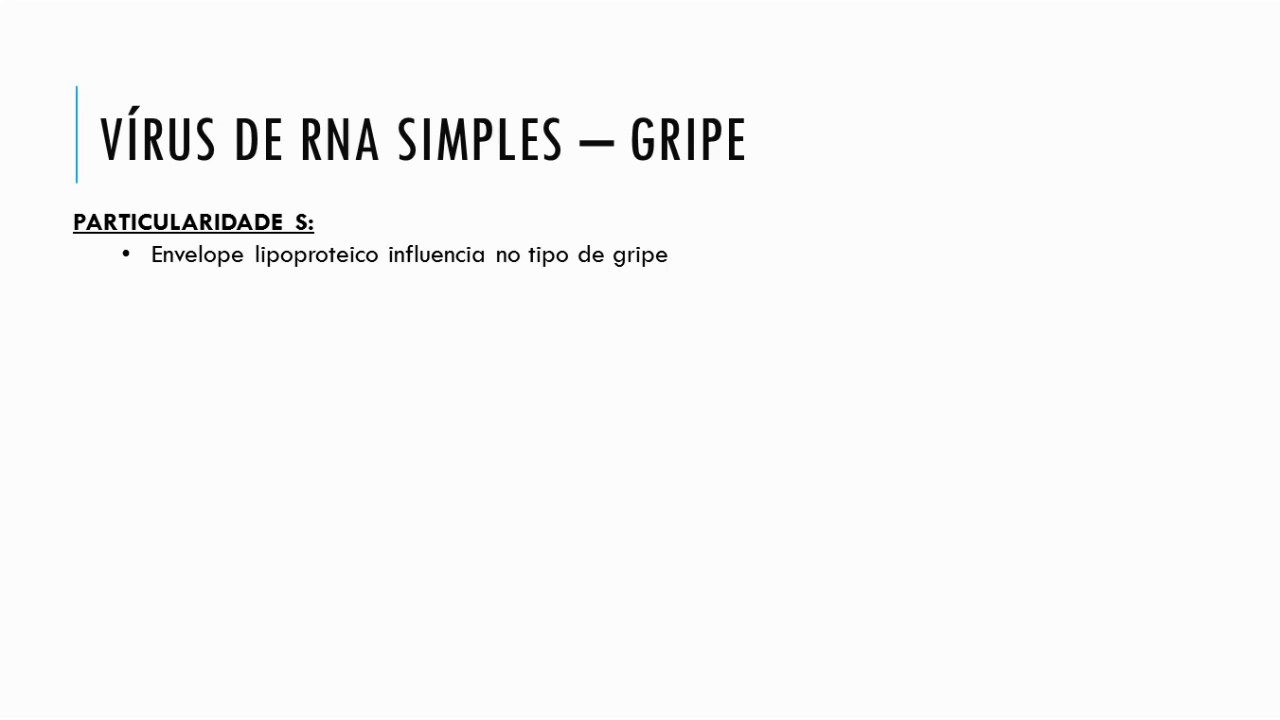 VÍRUS DE RNA SIMPLES – GRIPE
PARTICULARIDADE S:
• Envelope lipoproteico influencia no tipo de gripe